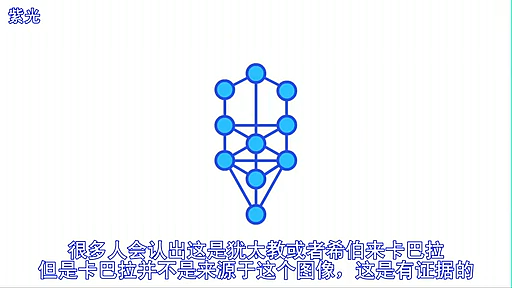 紫光
很多人会认出这是犹太教或者希伯来卡巴拉
但是卡巴拉并不是来源于这个图像，这是有证据的